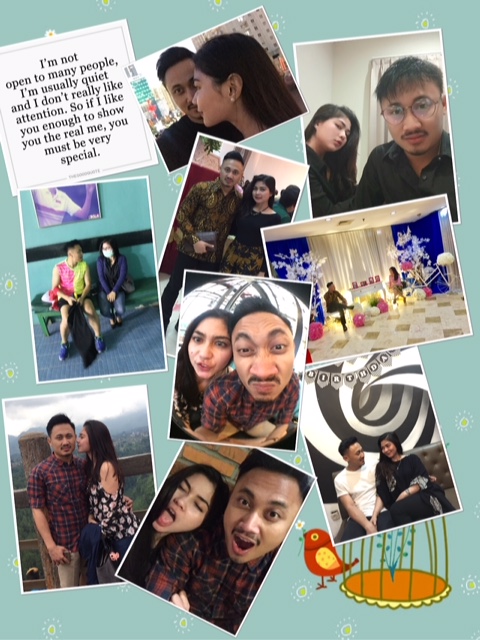 I'm not
open to many people,
I'm usually quiet
and I don't really like
attention. So if I like
you enough to show
you the real me, you
must be very
special.
BIRTHDA